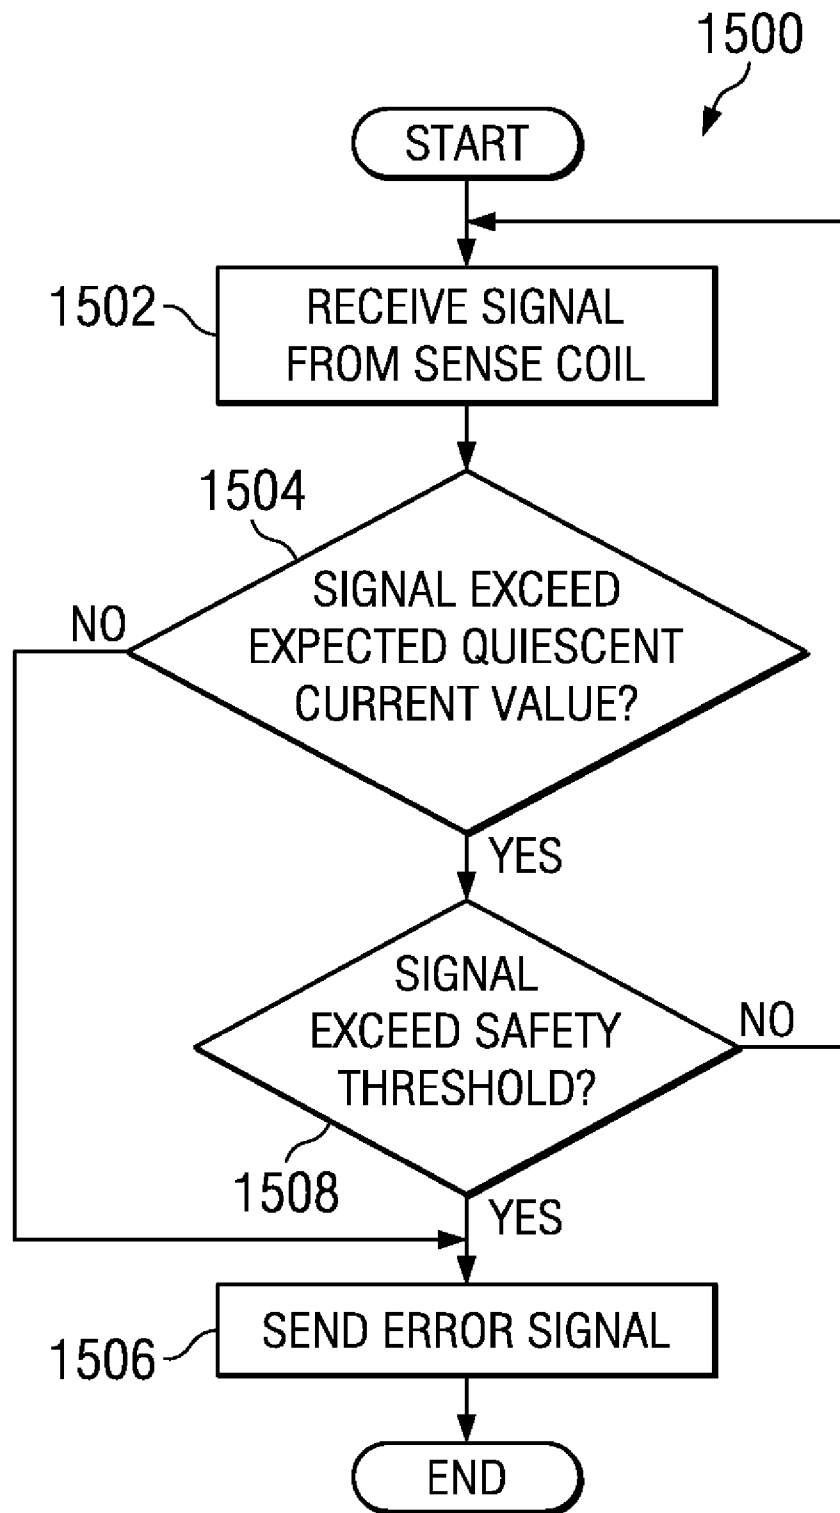 1500
START
1502
RECEIVE SIGNAL
FROM SENSE COIL
1504
SIGNAL EXCEED
EXPECTED QUIESCENT
CURRENT VALUE?
NO
YES
SIGNAL
EXCEED SAFETY
THRESHOLD?
NO
1508
YES
SEND ERROR SIGNAL
1506
END